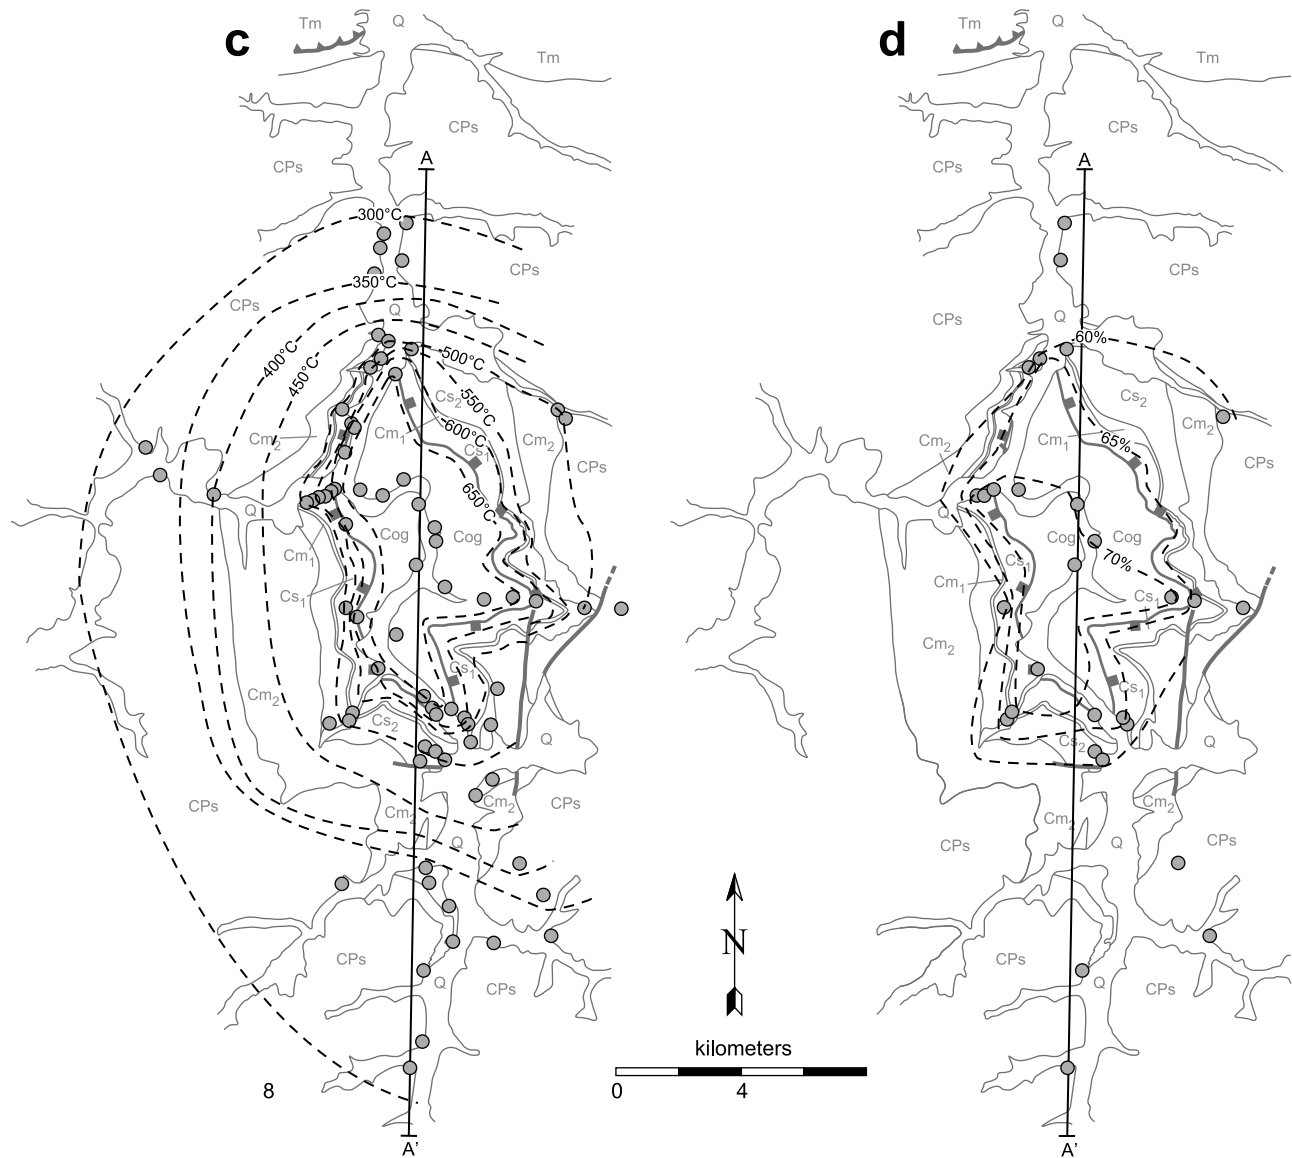 c
Tm
Q
Tm
CPs
CPs
A
300°C
CPs
350°C
CPs
Q
400°C
450°C
500°C
550°C
Cs2
Cm2
Cm1
600°C
Cs1
Cm2
CPs
650°C
Q
Cog
Cog
Cm1
Cs1
Cs1
Cm2
Cs2
Q
CPs
Cm2
Cm2
CPs
Q
CPs
Q
CPs
8
A'
N
kilometers
0
4
d
Tm
Q
Tm
CPs
CPs
A
CPs
CPs
Q
60%
Cs2
Cm2
Cm2
Cm1
65%
CPs
Q
Cog
Cog
70%
Cs1
Cm1
Cs1
Cm2
Cs1
Cs2
Q
Cm2
Cm2
CPs
Q
CPs
CPs
Q
CPs
A'